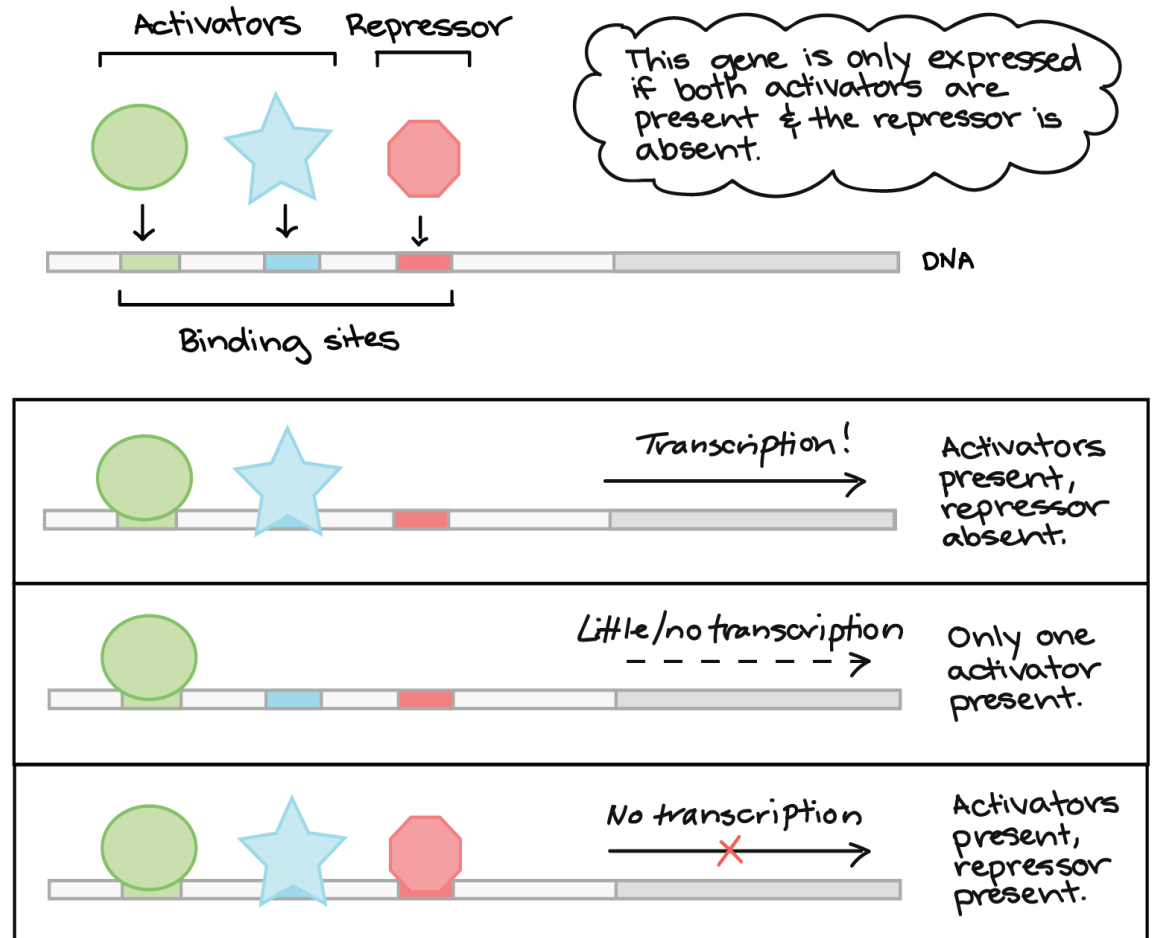 Activators
Repressor
This gene is only expressed
if both activators are
present & the repressor is
absent.
DNA
Binding sites
Transcription!
Activators
present,
repressor
absent.
Little/no transcription
Only one
activator
present.
No transcription
Activators
present,
repressor
present.